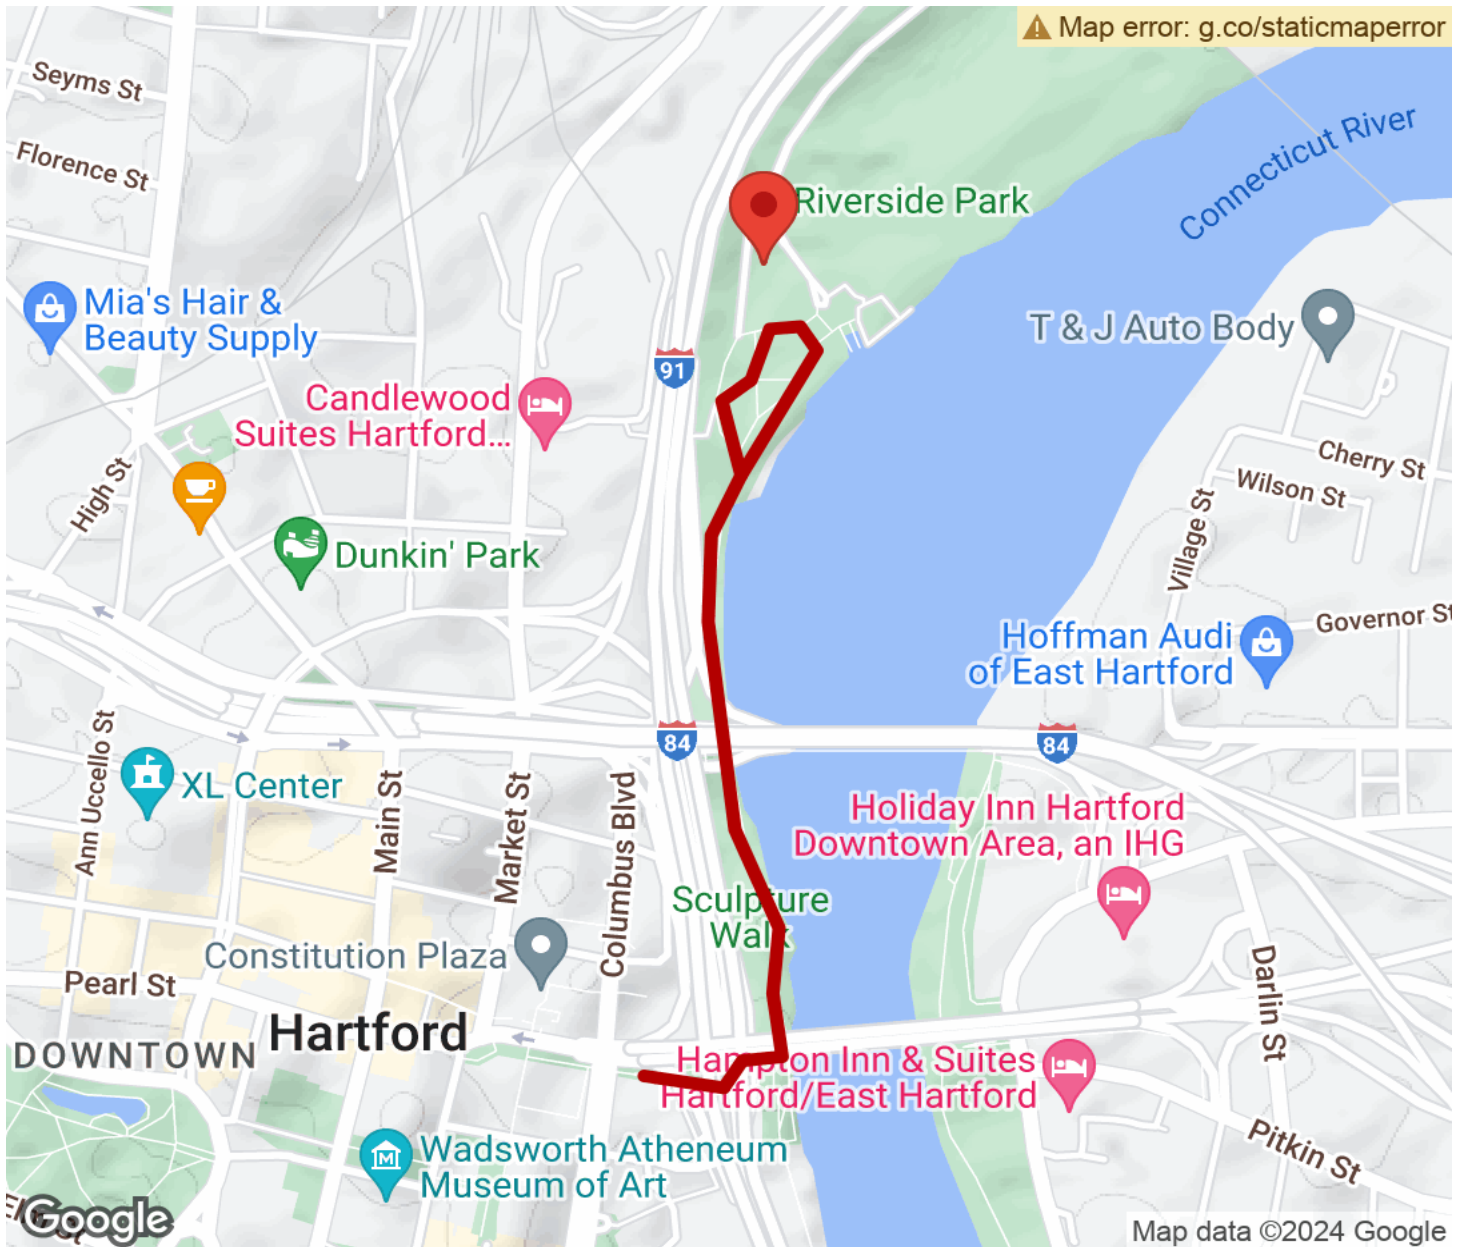 Map error: g.co/staticmaperror
Seyms St
Florence St
Connecticut River
Riverside Park
Mia's Hair &
Beauty Supply
T & J Auto Body
91
Candlewood
Suites Hartford...
Cherry St
Wilson St
High St
Village St
Dunkin' Park
Governor St
Hoffman Audi
of East Hartford
84
84
Ann Uccello St
XL Center
Main St
Market St
Columbus Blvd
Holiday Inn Hartford
Downtown Area, an IHG
Sculpture
Walk
Constitution Plaza
Darlin St
Pearl St
Hartford
DOWNTOWN
Hampton Inn & Suites
Hartford/East Hartford
Pitkin St
Wadsworth Atheneum
Museum of Art
M
Google
Map data ©2024 Google